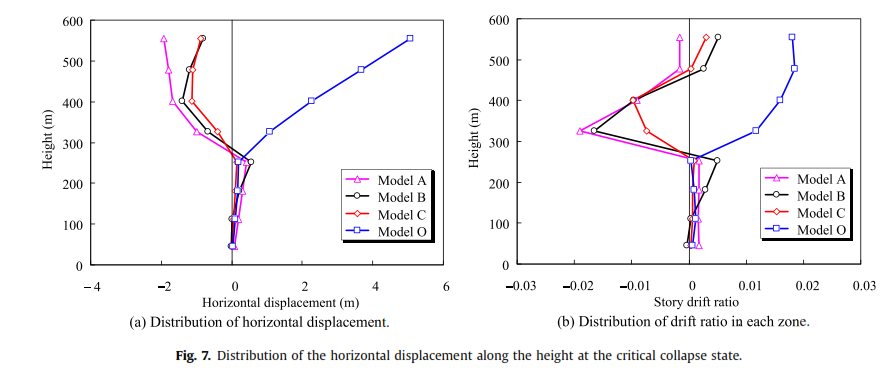 600
500
400
300
200
100
0
Height (m)
−4
−2
0
2
4
6
Horizontal displacement (m)
Model A
Model B
Model C
Model O
(a) Distribution of horizontal displacement.
600
500
400
300
200
100
0
Height (m)
−0.03
−0.02
−0.01
0
0.01
0.02
0.03
Story drift ratio
Model A
Model B
Model C
Model O
(b) Distribution of drift ratio in each zone.
Fig. 7. Distribution of the horizontal displacement along the height at the critical collapse state.